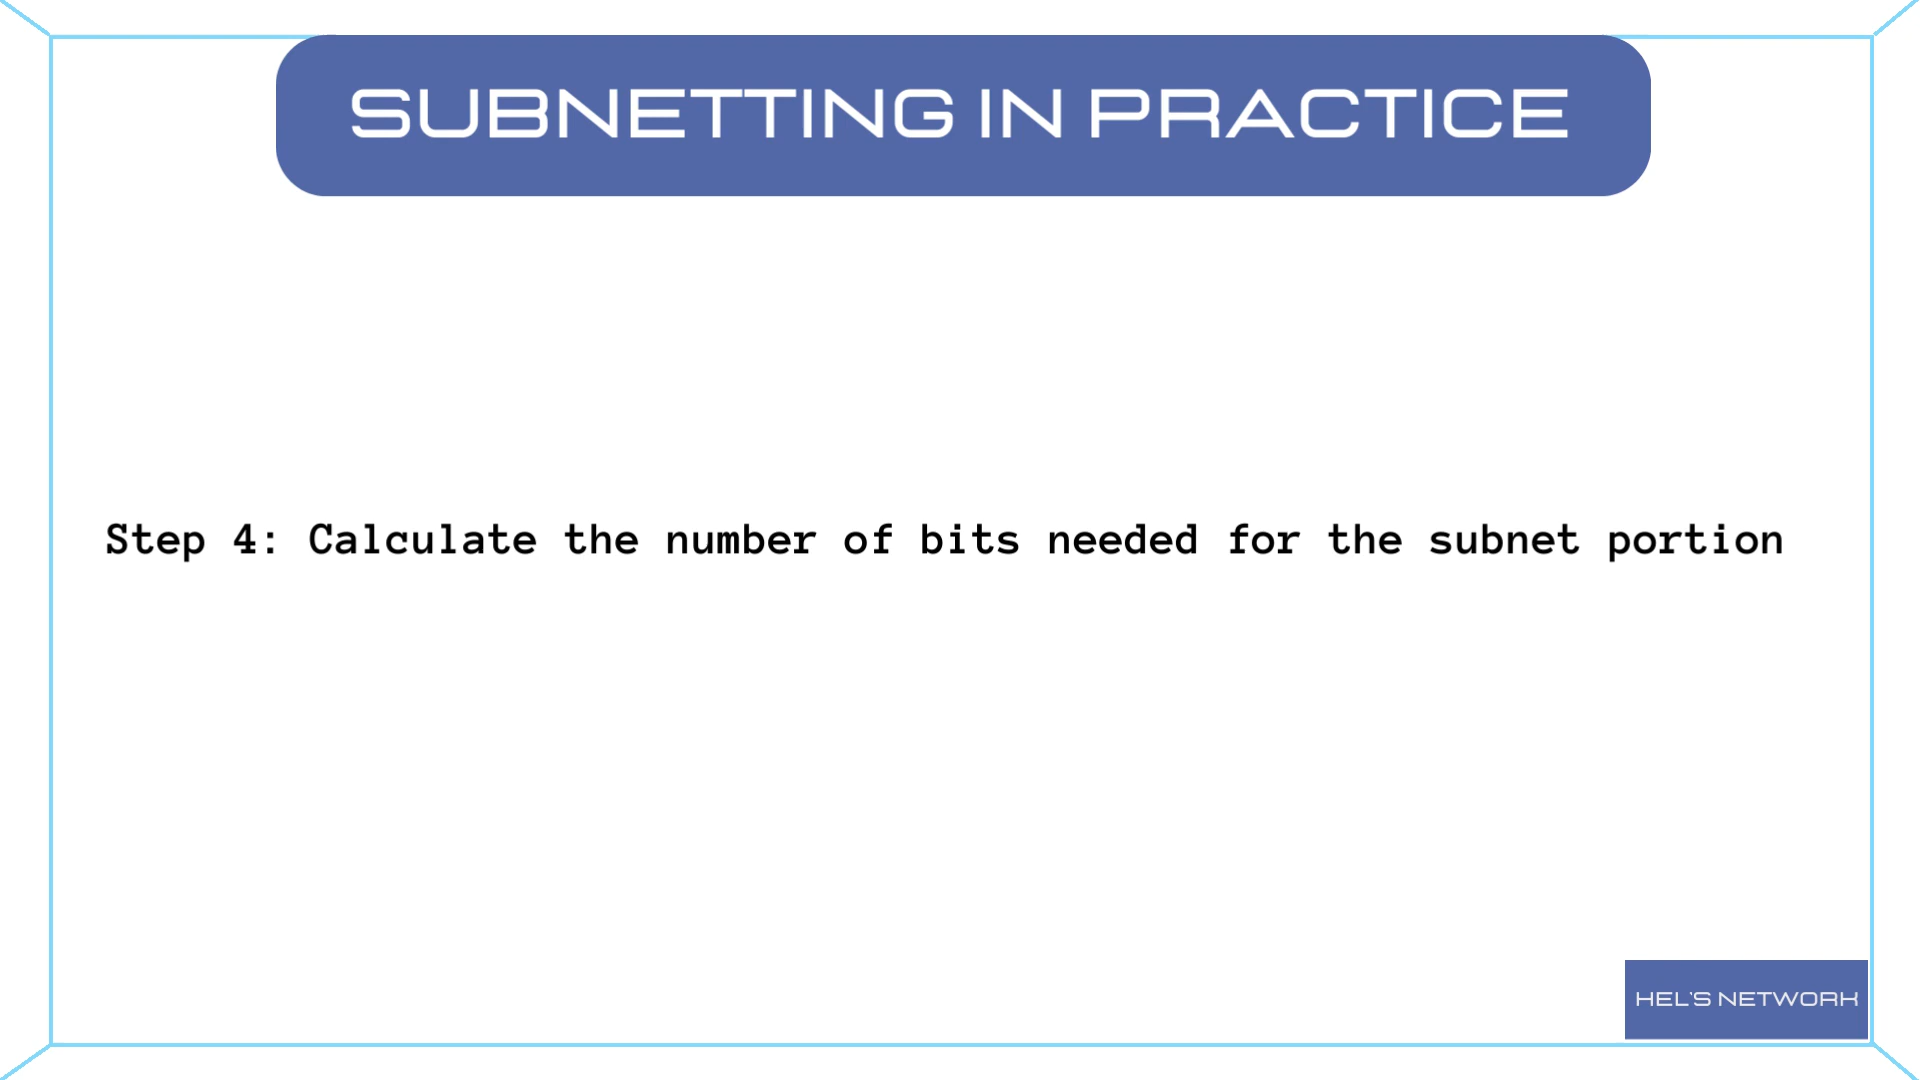 SUBNETTING IN PRACTICE
Step 4: Calculate the number of bits needed for the subnet portion
HEL'S NETWORK